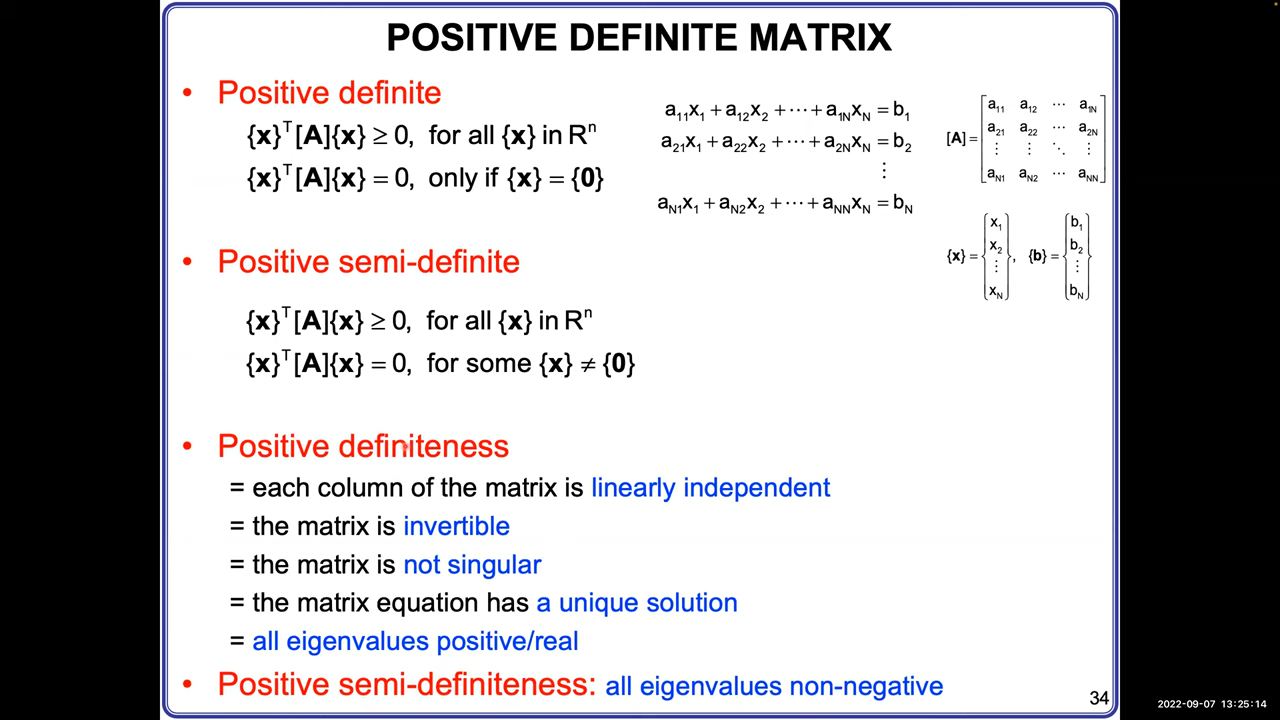 POSITIVE DEFINITE MATRIX
• Positive definite
{x}ᵀ[A]{x} ≥ 0, for all {x} in Rⁿ
{x}ᵀ[A]{x} = 0, only if {x} = {0}
a₁₁x₁ + a₁₂x₂ + ⋯ + a₁NxN = b₁
a₂₁x₁ + a₂₂x₂ + ⋯ + a₂NxN = b₂
⋮
aN₁x₁ + aN₂x₂ + ⋯ + aNNxN = bN
[A] =
a₁₁ a₁₂ ⋯ a₁N
a₂₁ a₂₂ ⋯ a₂N
⋮ ⋮ ⋱ ⋮
aN₁ aN₂ ⋯ aNN
{x} = { x₁ x₂ ⋮ xN }, {b} = { b₁ b₂ ⋮ bN }
• Positive semi-definite
{x}ᵀ[A]{x} ≥ 0, for all {x} in Rⁿ
{x}ᵀ[A]{x} = 0, for some {x} ≠ {0}
• Positive definiteness
= each column of the matrix is linearly independent
= the matrix is invertible
= the matrix is not singular
= the matrix equation has a unique solution
= all eigenvalues positive/real
• Positive semi-definiteness: all eigenvalues non-negative
34
2022-09-07 13:25:14